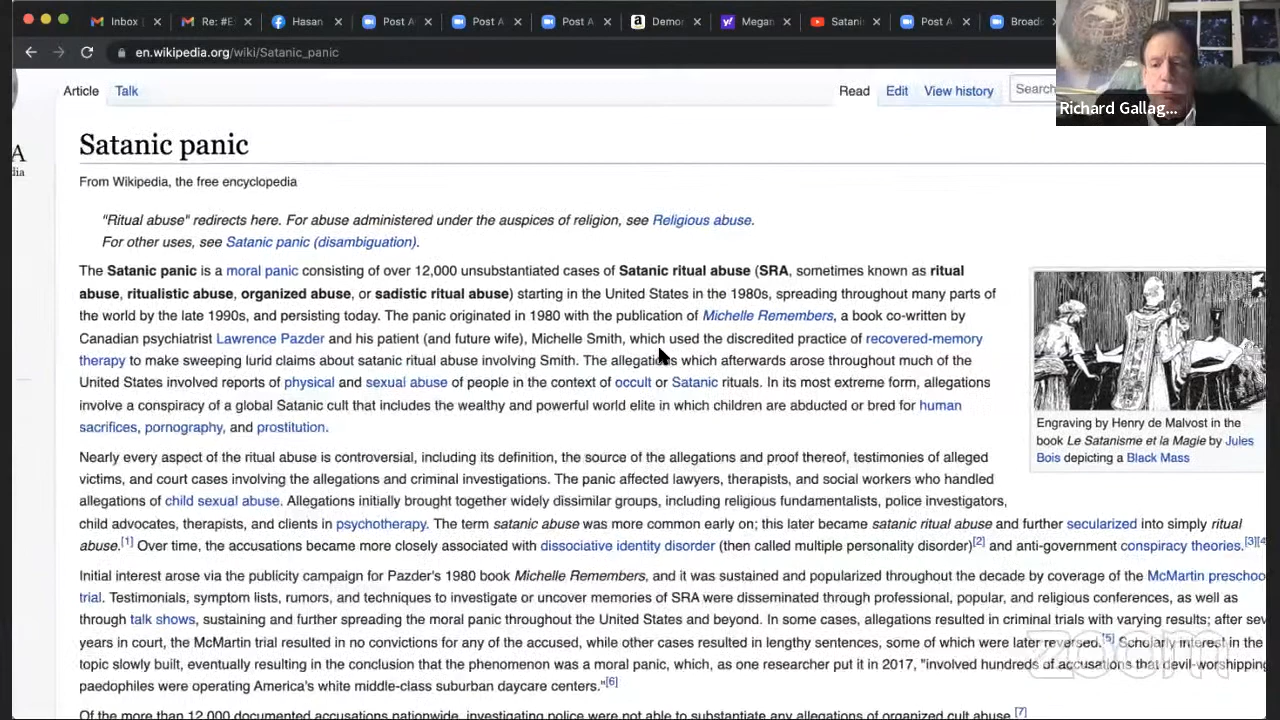 Inbox |
Re: #E
Hasan
Post A
Post A
Post A
Demor
Megan
Satani
Post A
Broadc
en.wikipedia.org/wiki/Satanic_panic
Richard Gallag...
Article Talk Read Edit View history Search
A
dia
Satanic panic
From Wikipedia, the free encyclopedia
"Ritual abuse" redirects here. For abuse administered under the auspices of religion, see Religious abuse.
For other uses, see Satanic panic (disambiguation).
The Satanic panic is a moral panic consisting of over 12,000 unsubstantiated cases of Satanic ritual abuse (SRA, sometimes known as ritual
abuse, ritualistic abuse, organized abuse, or sadistic ritual abuse) starting in the United States in the 1980s, spreading throughout many parts of
the world by the late 1990s, and persisting today. The panic originated in 1980 with the publication of Michelle Remembers, a book co-written by
Canadian psychiatrist Lawrence Pazder and his patient (and future wife), Michelle Smith, which used the discredited practice of recovered-memory
therapy to make sweeping lurid claims about satanic ritual abuse involving Smith. The allegations which afterwards arose throughout much of the
United States involved reports of physical and sexual abuse of people in the context of occult or Satanic rituals. In its most extreme form, allegations
involve a conspiracy of a global Satanic cult that includes the wealthy and powerful world elite in which children are abducted or bred for human
sacrifices, pornography, and prostitution.
Engraving by Henry de Malvost in the
book Le Satanisme et la Magie by Jules
Bois depicting a Black Mass
Nearly every aspect of the ritual abuse is controversial, including its definition, the source of the allegations and proof thereof, testimonies of alleged
victims, and court cases involving the allegations and criminal investigations. The panic affected lawyers, therapists, and social workers who handled
allegations of child sexual abuse. Allegations initially brought together widely dissimilar groups, including religious fundamentalists, police investigators,
child advocates, therapists, and clients in psychotherapy. The term satanic abuse was more common early on; this later became satanic ritual abuse and further secularized into simply ritual
abuse.[1] Over time, the accusations became more closely associated with dissociative identity disorder (then called multiple personality disorder)[2] and anti-government conspiracy theories.[3][4
Initial interest arose via the publicity campaign for Pazder's 1980 book Michelle Remembers, and it was sustained and popularized throughout the decade by coverage of the McMartin preschoo
trial. Testimonials, symptom lists, rumors, and techniques to investigate or uncover memories of SRA were disseminated through professional, popular, and religious conferences, as well as
through talk shows, sustaining and further spreading the moral panic throughout the United States and beyond. In some cases, allegations resulted in criminal trials with varying results; after sev
years in court, the McMartin trial resulted in no convictions for any of the accused, while other cases resulted in lengthy sentences, some of which were later reversed.[5] Scholarly interest in the
topic slowly built, eventually resulting in the conclusion that the phenomenon was a moral panic, which, as one researcher put it in 2017, "involved hundreds of accusations that devil-worshipping
paedophiles were operating America's white middle-class suburban daycare centers."[6]
zoom
Of the more than 12,000 documented accusations nationwide, investigating police were not able to substantiate any allegations of organized cult abuse.[7]